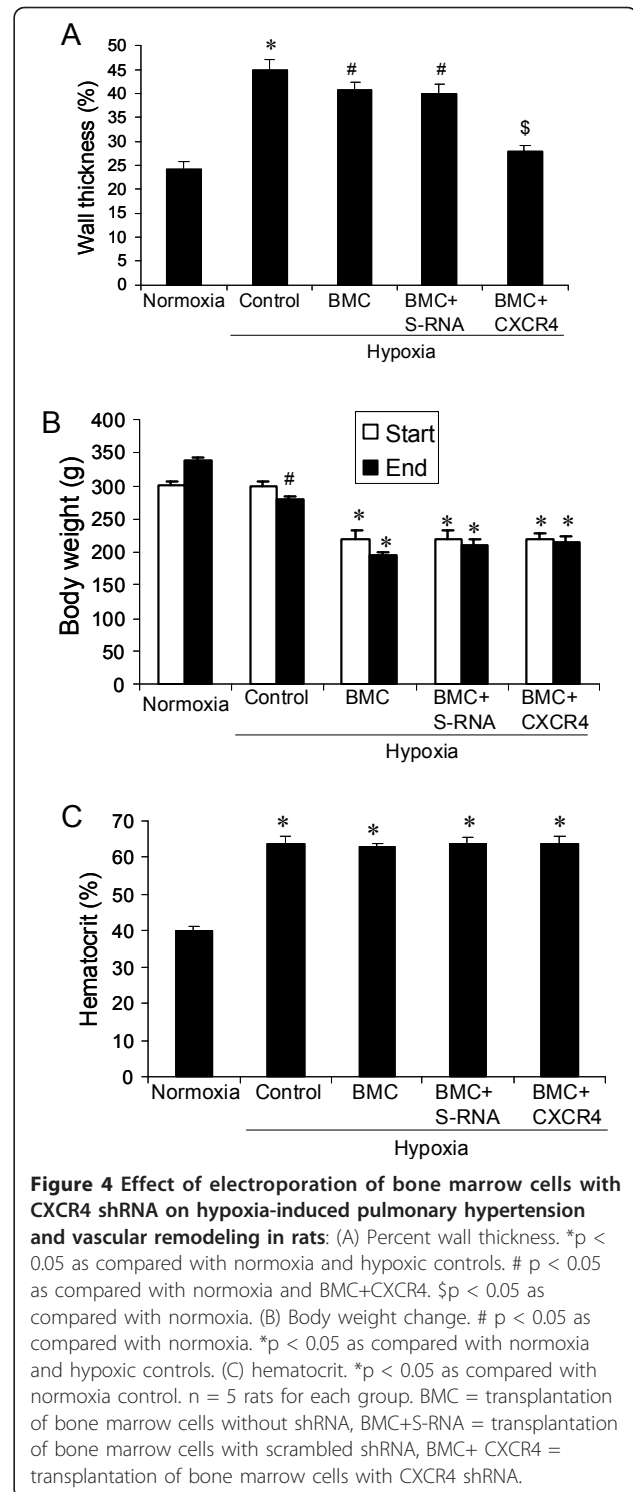 A
Wall thickness (%)
50
45
40
35
30
25
20
15
10
5
0
*
#
#
$
Normoxia
Control
BMC
BMC+
S-RNA
BMC+
CXCR4
Hypoxia
B
Body weight (g)
400
350
300
250
200
150
100
50
0
Start
End
#
*
*
*
*
*
*
Normoxia
Control
BMC
BMC+
S-RNA
BMC+
CXCR4
Hypoxia
C
Hematocrit (%)
70
60
50
40
30
20
10
0
*
*
*
*
Normoxia
Control
BMC
BMC+
S-RNA
BMC+
CXCR4
Hypoxia
Figure 4 Effect of electroporation of bone marrow cells with
CXCR4 shRNA on hypoxia-induced pulmonary hypertension
and vascular remodeling in rats: (A) Percent wall thickness. *p <
0.05 as compared with normoxia and hypoxic controls. # p < 0.05
as compared with normoxia and BMC+CXCR4. $p < 0.05 as
compared with normoxia. (B) Body weight change. # p < 0.05 as
compared with normoxia. *p < 0.05 as compared with normoxia
and hypoxic controls. (C) hematocrit. *p < 0.05 as compared with
normoxia control. n = 5 rats for each group. BMC = transplantation
of bone marrow cells without shRNA, BMC+S-RNA = transplantation
of bone marrow cells with scrambled shRNA, BMC+ CXCR4 =
transplantation of bone marrow cells with CXCR4 shRNA.